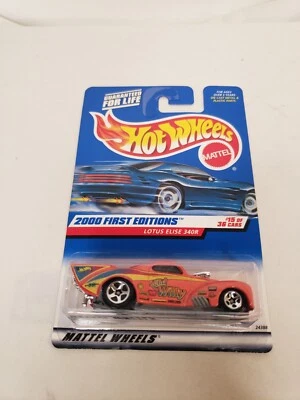 GUARANTEED
FOR LIFE
Hot Wheels
MATTEL
2000 FIRST EDITIONS
#15 OF
36 CARS
LOTUS ELISE 340R
MATTEL WHEELS